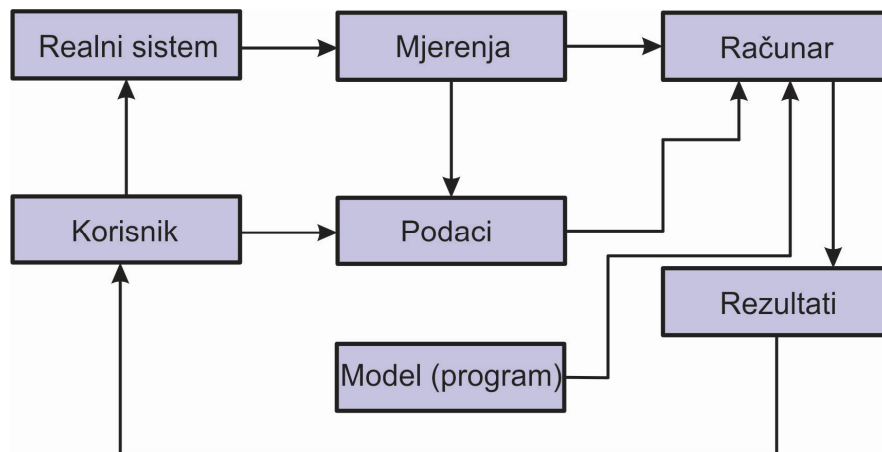 Realni sistem
Mjerenja
Računar
Korisnik
Podaci
Rezultati
Model (program)